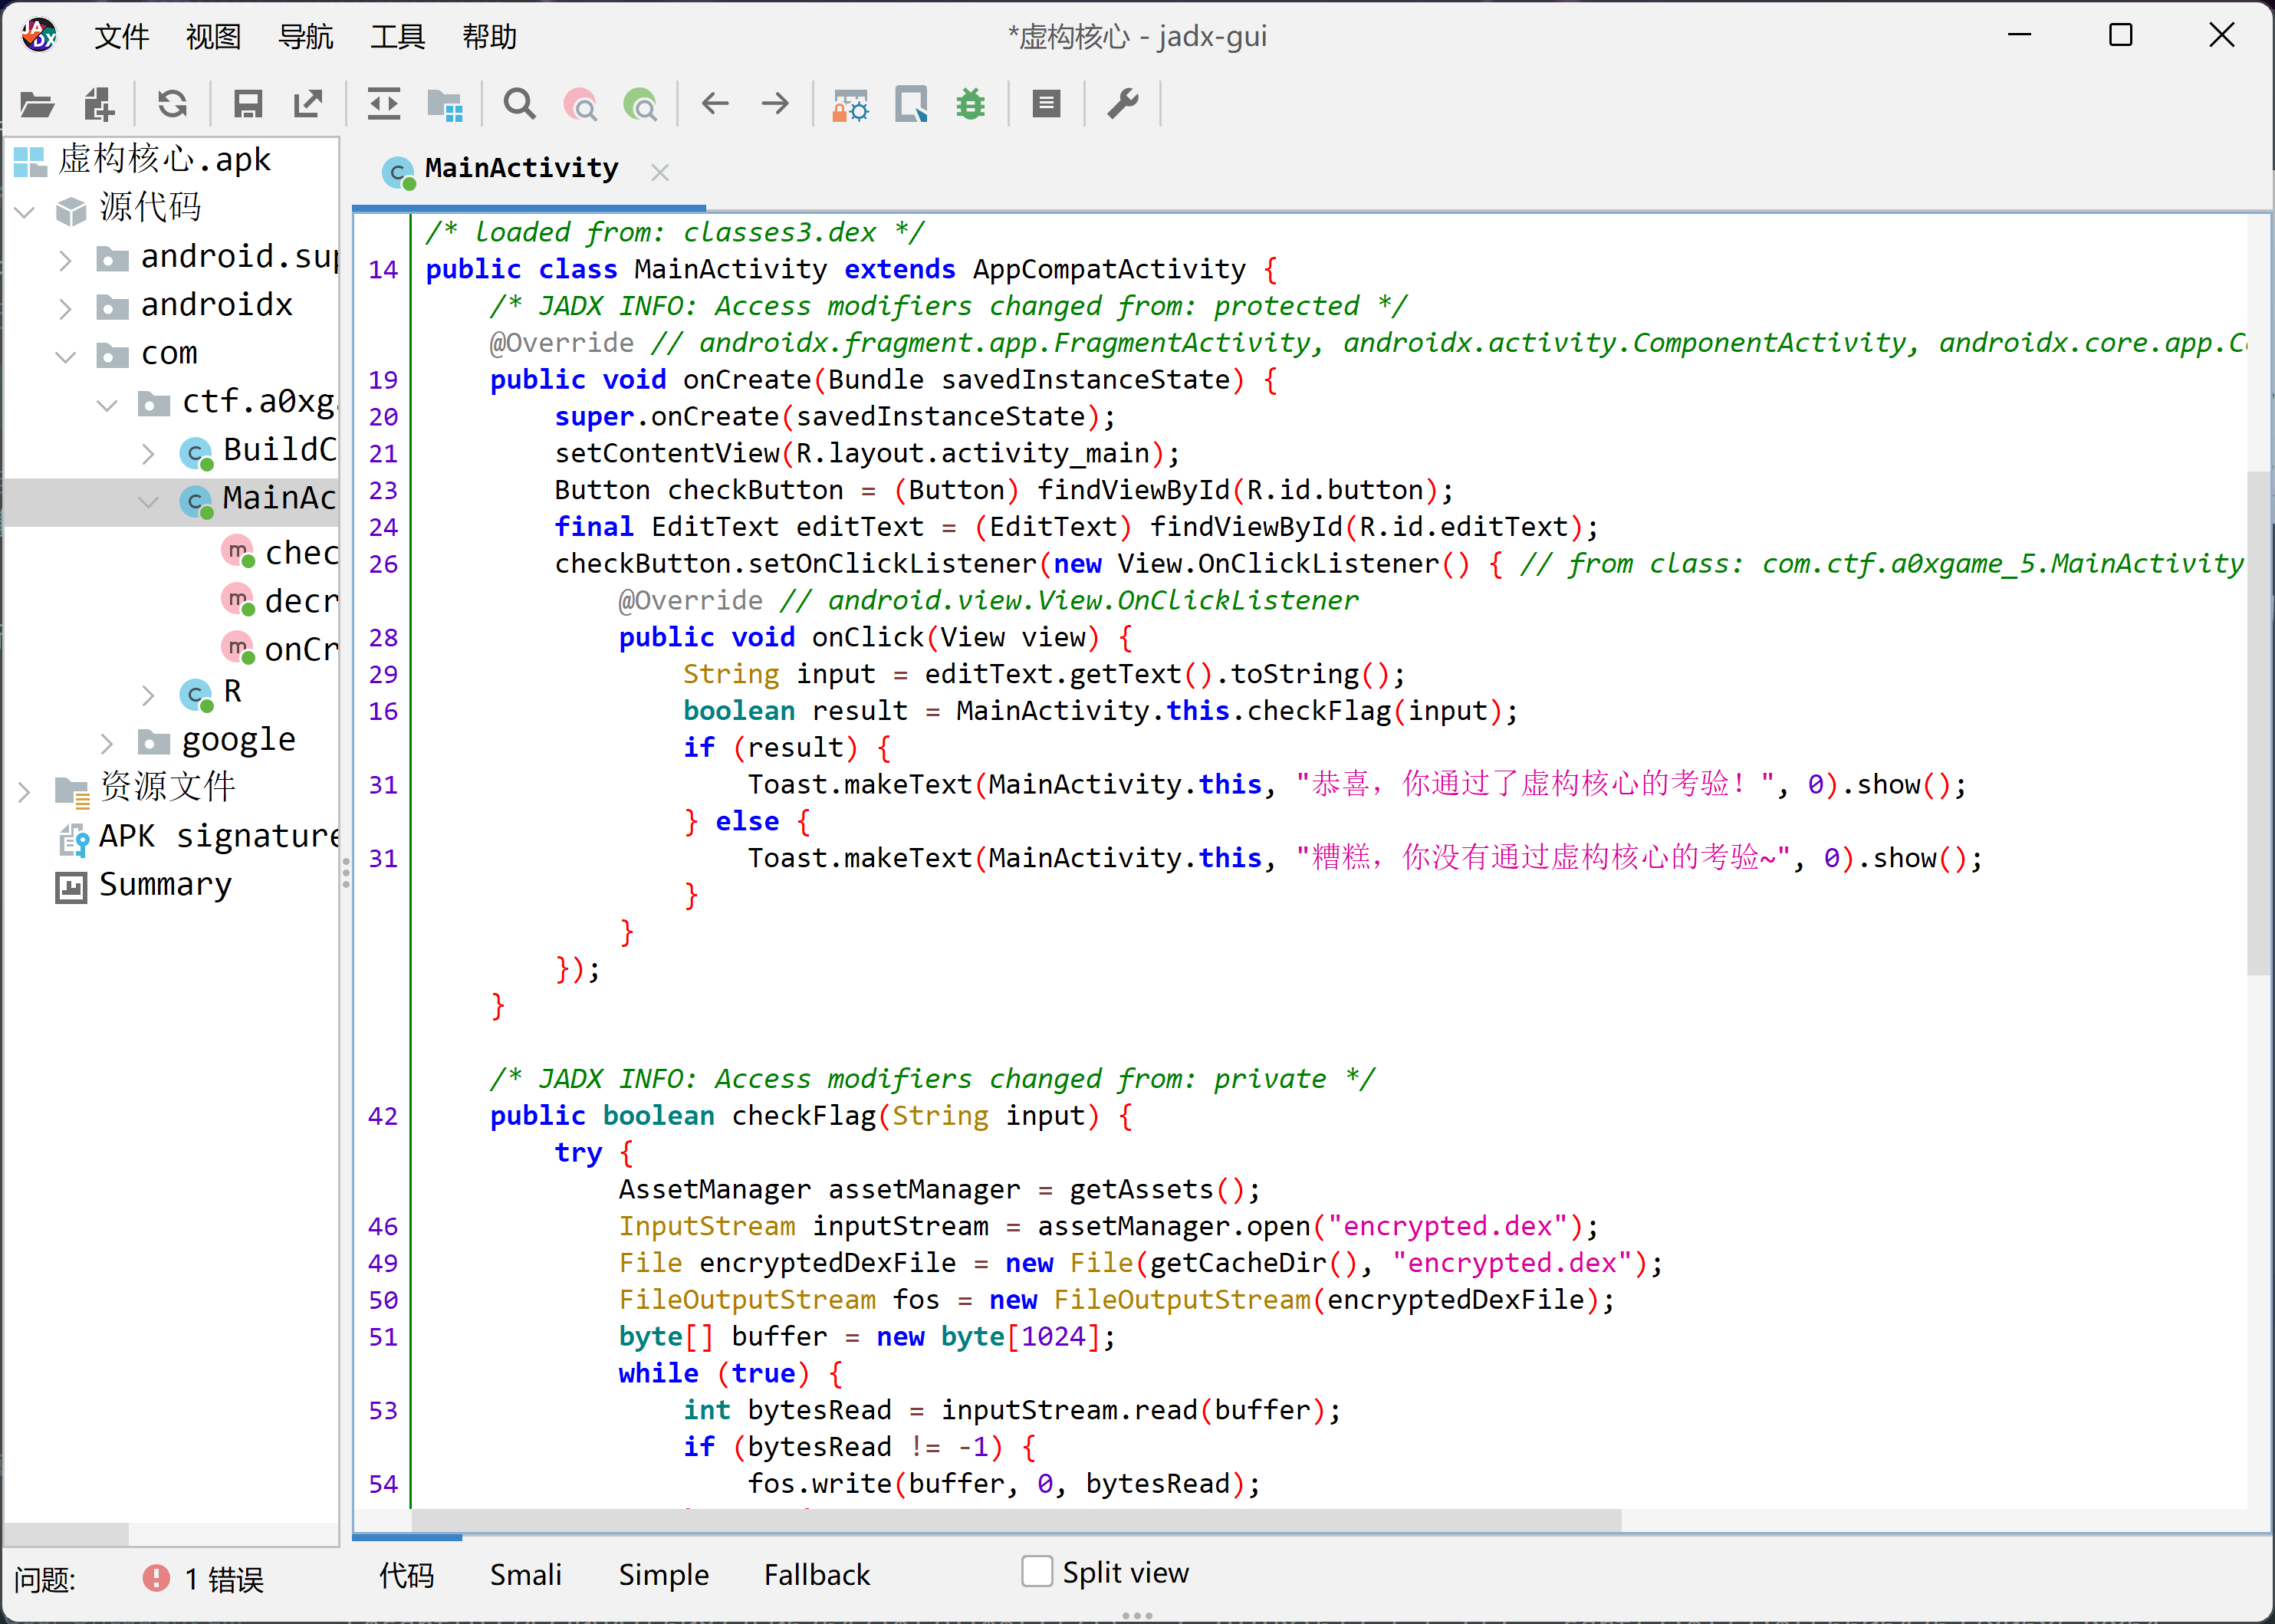 文件 视图 导航 工具 帮助
*虚构核心 - jadx-gui
虚构核心.apk
源代码
android.sup
androidx
com
ctf.a0xg
BuildC
MainAc
chec
decr
onCr
R
google
资源文件
APK signature
Summary
MainActivity
/* loaded from: classes3.dex */
14 public class MainActivity extends AppCompatActivity {
/* JADX INFO: Access modifiers changed from: protected */
@Override // androidx.fragment.app.FragmentActivity, androidx.activity.ComponentActivity, androidx.core.app.C
19 public void onCreate(Bundle savedInstanceState) {
20 super.onCreate(savedInstanceState);
21 setContentView(R.layout.activity_main);
23 Button checkButton = (Button) findViewById(R.id.button);
24 final EditText editText = (EditText) findViewById(R.id.editText);
26 checkButton.setOnClickListener(new View.OnClickListener() { // from class: com.ctf.a0xgame_5.MainActivity
@Override // android.view.View.OnClickListener
28 public void onClick(View view) {
29 String input = editText.getText().toString();
16 boolean result = MainActivity.this.checkFlag(input);
if (result) {
31 Toast.makeText(MainActivity.this, "恭喜，你通过了虚构核心的考验！", 0).show();
} else {
31 Toast.makeText(MainActivity.this, "糟糕，你没有通过虚构核心的考验~", 0).show();
}
}
});
}
/* JADX INFO: Access modifiers changed from: private */
42 public boolean checkFlag(String input) {
try {
AssetManager assetManager = getAssets();
46 InputStream inputStream = assetManager.open("encrypted.dex");
49 File encryptedDexFile = new File(getCacheDir(), "encrypted.dex");
50 FileOutputStream fos = new FileOutputStream(encryptedDexFile);
51 byte[] buffer = new byte[1024];
while (true) {
53 int bytesRead = inputStream.read(buffer);
if (bytesRead != -1) {
54 fos.write(buffer, 0, bytesRead);
问题: 1 错误
代码 Smali Simple Fallback Split view